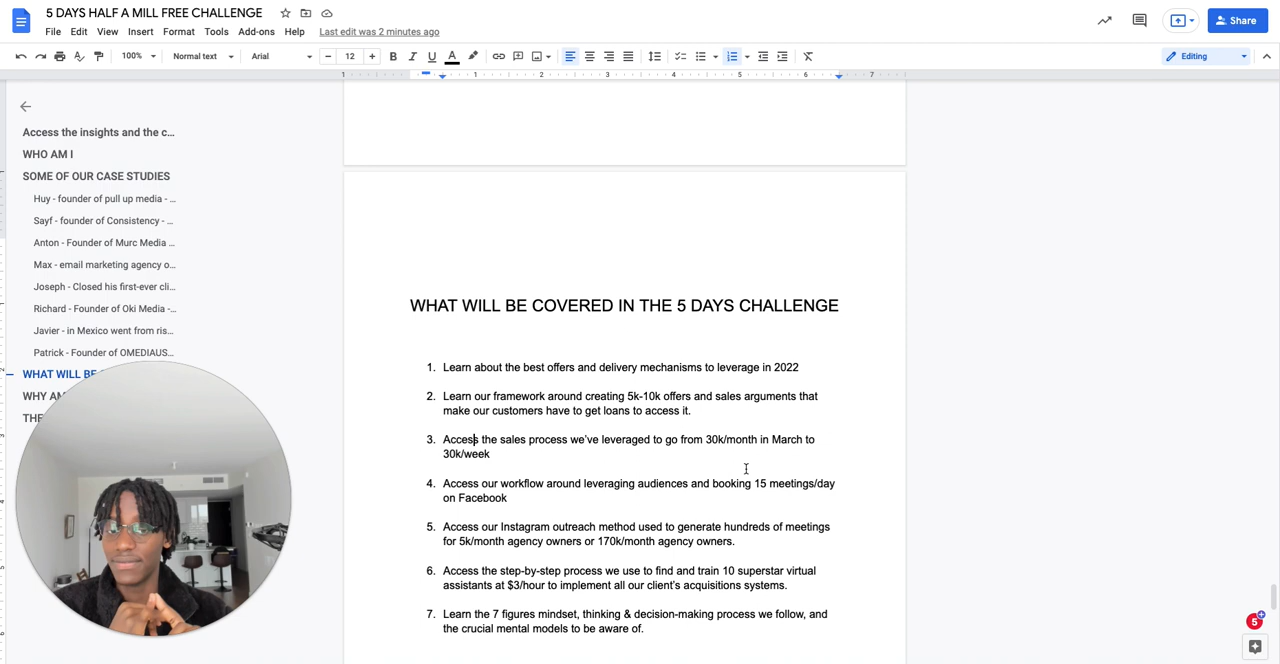 5 DAYS HALF A MILL FREE CHALLENGE
File Edit View Insert Format Tools Add-ons Help Last edit was 2 minutes ago
Share
100% Normal text Arial 12 B I U A Editing
1 1 2 3 4 5 6 7
Access the insights and the c...
WHO AM I
SOME OF OUR CASE STUDIES
Huy - founder of pull up media - ...
Sayf - founder of Consistency - ...
Anton - Founder of Murc Media ...
Max - email marketing agency o...
Joseph - Closed his first-ever cli...
Richard - Founder of Oki Media -...
Javier - in Mexico went from ris...
Patrick - Founder of OMEDIAUS...
WHAT WILL BE
WHY AM
THE
WHAT WILL BE COVERED IN THE 5 DAYS CHALLENGE
1. Learn about the best offers and delivery mechanisms to leverage in 2022
2. Learn our framework around creating 5k-10k offers and sales arguments that
make our customers have to get loans to access it.
3. Access the sales process we've leveraged to go from 30k/month in March to
30k/week
4. Access our workflow around leveraging audiences and booking 15 meetings/day
on Facebook
5. Access our Instagram outreach method used to generate hundreds of meetings
for 5k/month agency owners or 170k/month agency owners.
6. Access the step-by-step process we use to find and train 10 superstar virtual
assistants at $3/hour to implement all our client's acquisitions systems.
7. Learn the 7 figures mindset, thinking & decision-making process we follow, and
the crucial mental models to be aware of.
5